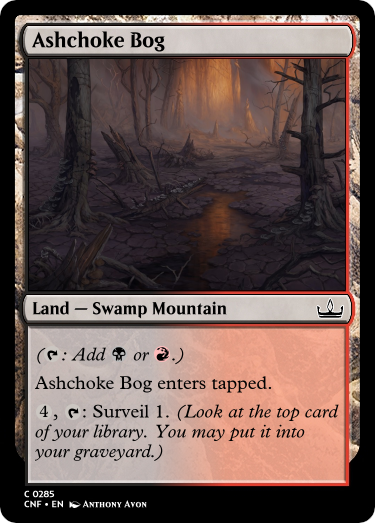 Ashchoke Bog
Land — Swamp Mountain
(: Add or .)
Ashchoke Bog enters tapped.
4, : Surveil 1. (Look at the top card
of your library. You may put it into
your graveyard.)
C 0285
CNF • EN Anthony Avon